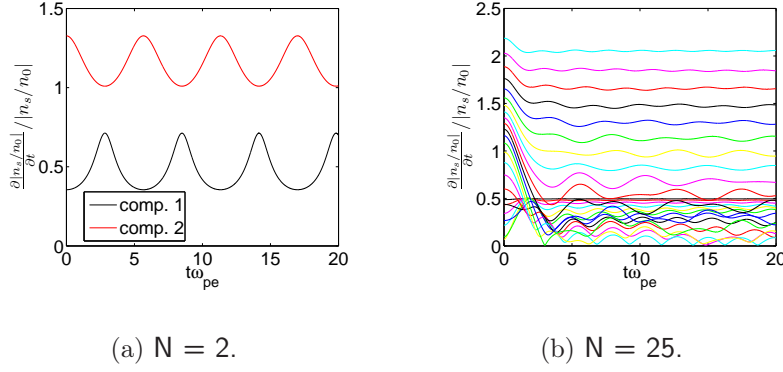 1.5
1
0.5
0
0 5 10 15 20
∂|n_s/n_0|/∂t / |n_s/n_0|
tω_pe
comp. 1
comp. 2
(a) N = 2.
2.5
2
1.5
1
0.5
0
0 5 10 15 20
∂|n_s/n_0|/∂t / |n_s/n_0|
tω_pe
(b) N = 25.